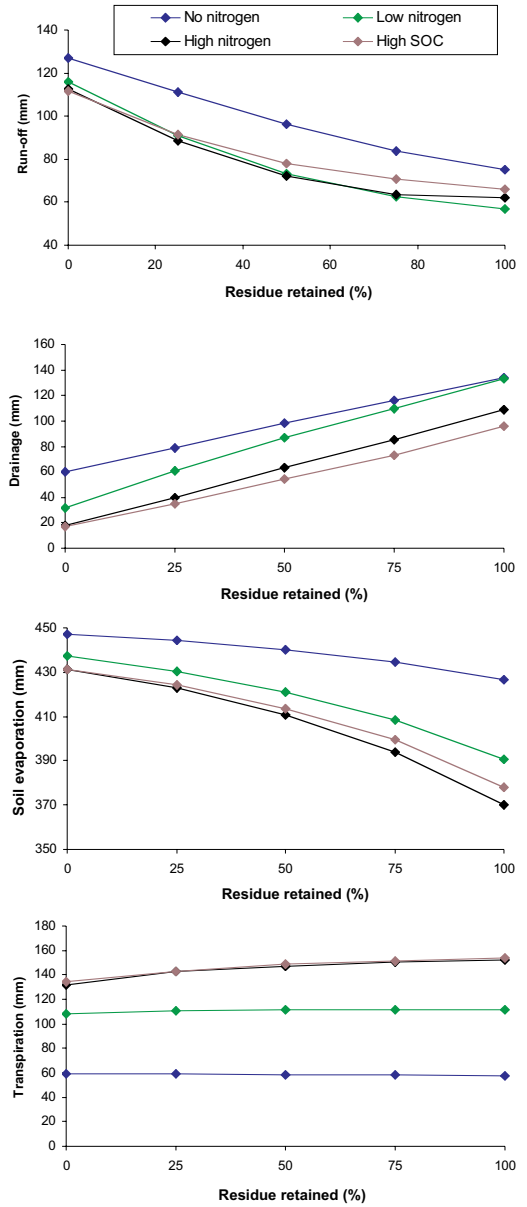 No nitrogen Low nitrogen
High nitrogen High SOC
Run-off (mm)
140
120
100
80
60
40
0 20 40 60 80 100
Residue retained (%)
Drainage (mm)
160
140
120
100
80
60
40
20
0
0 25 50 75 100
Residue retained (%)
Soil evaporation (mm)
450
430
410
390
370
350
0 25 50 75 100
Residue retained (%)
Transpiration (mm)
180
160
140
120
100
80
60
40
20
0
0 25 50 75 100
Residue retained (%)